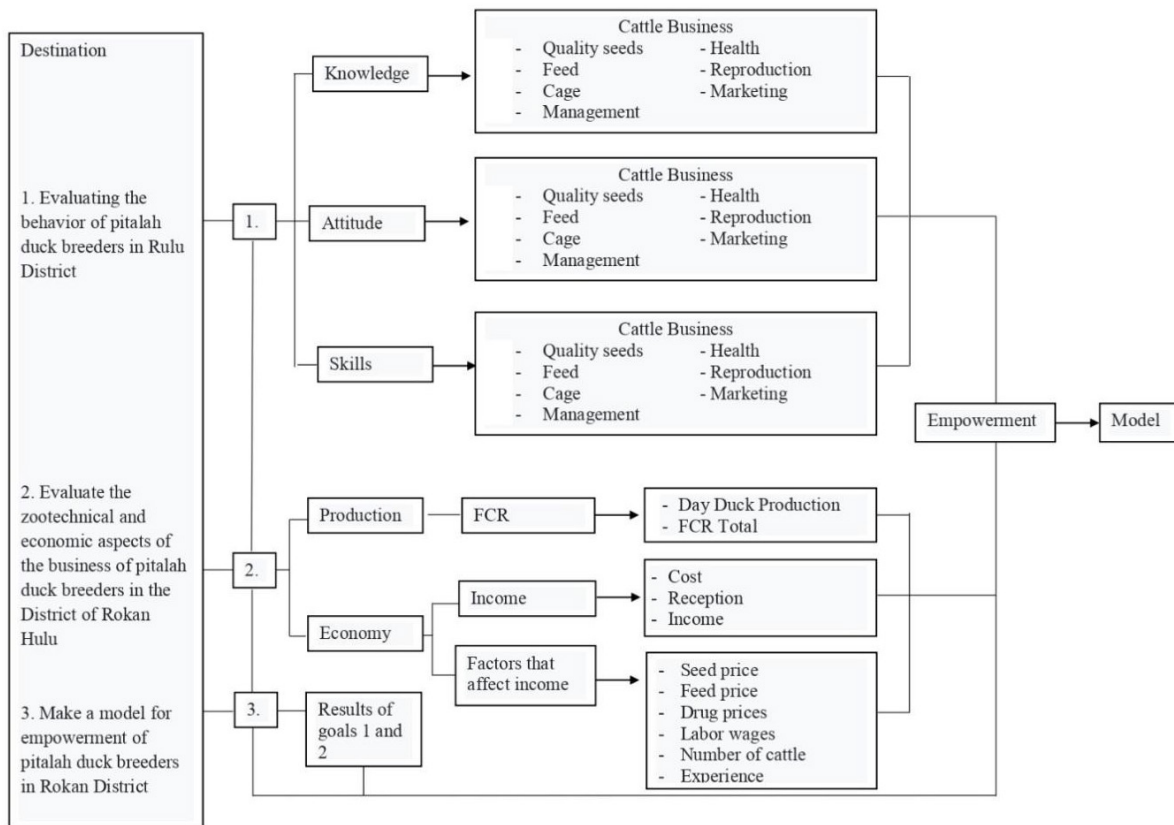 Destination
1. Evaluating the
behavior of pitalah
duck breeders in Rulu
District
2. Evaluate the
zootechnical and
economic aspects of
the business of pitalah
duck breeders in the
District of Rokan
Hulu
3. Make a model for
empowerment of
pitalah duck breeders
in Rokan District
1.
2.
3.
Knowledge
Cattle Business
- Quality seeds - Health
- Feed - Reproduction
- Cage - Marketing
- Management
Attitude
Cattle Business
- Quality seeds - Health
- Feed - Reproduction
- Cage - Marketing
- Management
Skills
Cattle Business
- Quality seeds - Health
- Feed - Reproduction
- Cage - Marketing
- Management
Production
FCR
- Day Duck Production
- FCR Total
Economy
Income
- Cost
- Reception
- Income
Factors that
affect income
- Seed price
- Feed price
- Drug prices
- Labor wages
- Number of cattle
- Experience
Results of
goals 1 and
2
Empowerment
Model